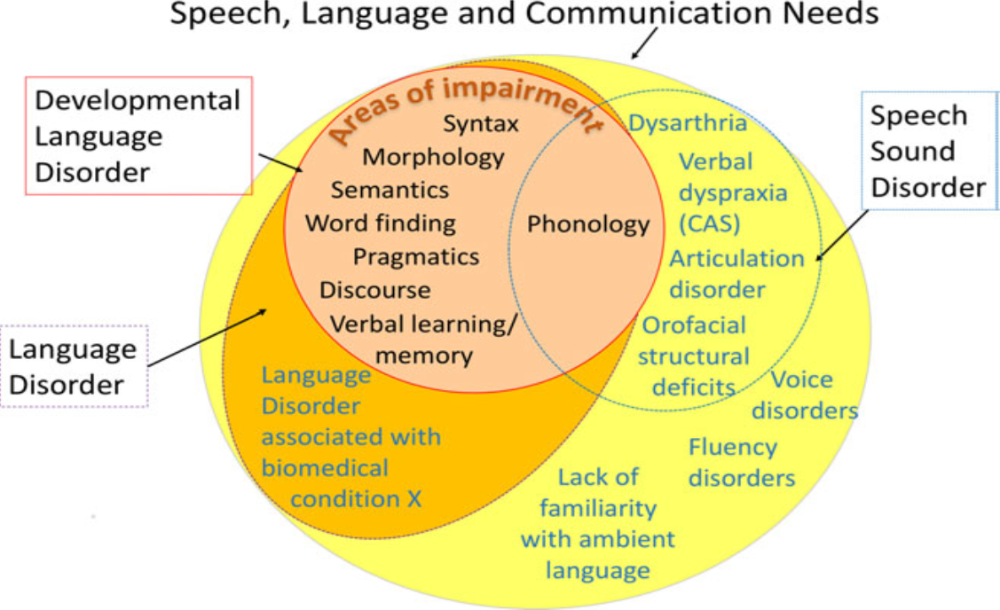 Speech, Language and Communication Needs
Developmental
Language
Disorder
Areas of impairment
Syntax
Morphology
Semantics
Word finding
Pragmatics
Discourse
Verbal learning/
memory
Phonology
Dysarthria
Verbal
dyspraxia
(CAS)
Articulation
disorder
Orofacial
structural
deficits
Speech
Sound
Disorder
Language
Disorder
Language
Disorder
associated with
biomedical
condition X
Voice
disorders
Fluency
disorders
Lack of
familiarity
with ambient
language